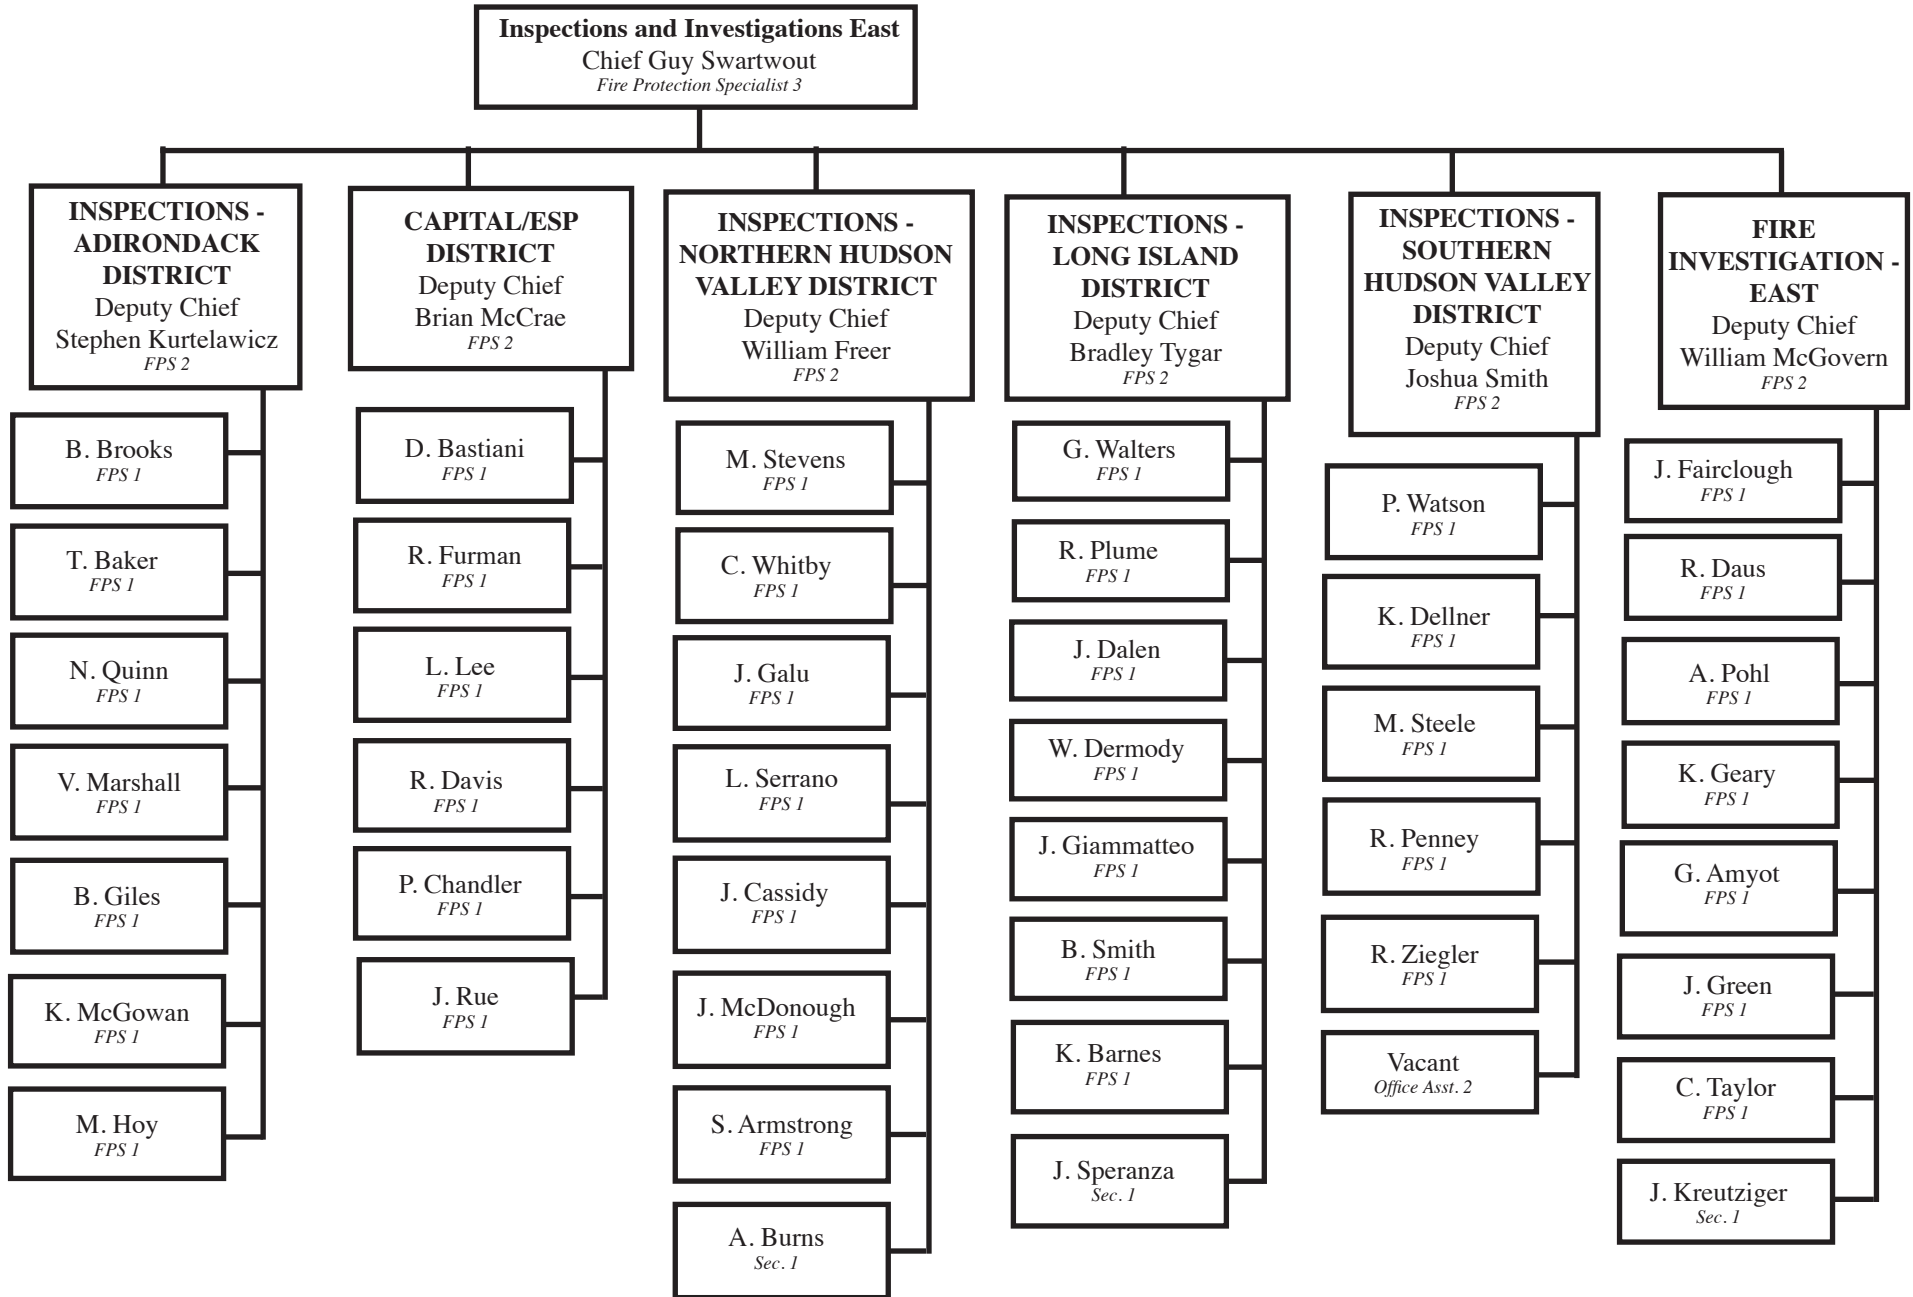 Inspections and Investigations East
Chief Guy Swartwout
Fire Protection Specialist 3
INSPECTIONS -
ADIRONDACK
DISTRICT
Deputy Chief
Stephen Kurtelawicz
FPS 2
B. Brooks
FPS 1
T. Baker
FPS 1
N. Quinn
FPS 1
V. Marshall
FPS 1
B. Giles
FPS 1
K. McGowan
FPS 1
M. Hoy
FPS 1
CAPITAL/ESP
DISTRICT
Deputy Chief
Brian McCrae
FPS 2
D. Bastiani
FPS 1
R. Furman
FPS 1
L. Lee
FPS 1
R. Davis
FPS 1
P. Chandler
FPS 1
J. Rue
FPS 1
INSPECTIONS -
NORTHERN HUDSON
VALLEY DISTRICT
Deputy Chief
William Freer
FPS 2
M. Stevens
FPS 1
C. Whitby
FPS 1
J. Galu
FPS 1
L. Serrano
FPS 1
J. Cassidy
FPS 1
J. McDonough
FPS 1
S. Armstrong
FPS 1
A. Burns
Sec. 1
INSPECTIONS -
LONG ISLAND
DISTRICT
Deputy Chief
Bradley Tygar
FPS 2
G. Walters
FPS 1
R. Plume
FPS 1
J. Dalen
FPS 1
W. Dermody
FPS 1
J. Giammatteo
FPS 1
B. Smith
FPS 1
K. Barnes
FPS 1
J. Speranza
Sec. 1
INSPECTIONS -
SOUTHERN
HUDSON VALLEY
DISTRICT
Deputy Chief
Joshua Smith
FPS 2
P. Watson
FPS 1
K. Dellner
FPS 1
M. Steele
FPS 1
R. Penney
FPS 1
R. Ziegler
FPS 1
Vacant
Office Asst. 2
FIRE
INVESTIGATION -
EAST
Deputy Chief
William McGovern
FPS 2
J. Fairclough
FPS 1
R. Daus
FPS 1
A. Pohl
FPS 1
K. Geary
FPS 1
G. Amyot
FPS 1
J. Green
FPS 1
C. Taylor
FPS 1
J. Kreutziger
Sec. 1